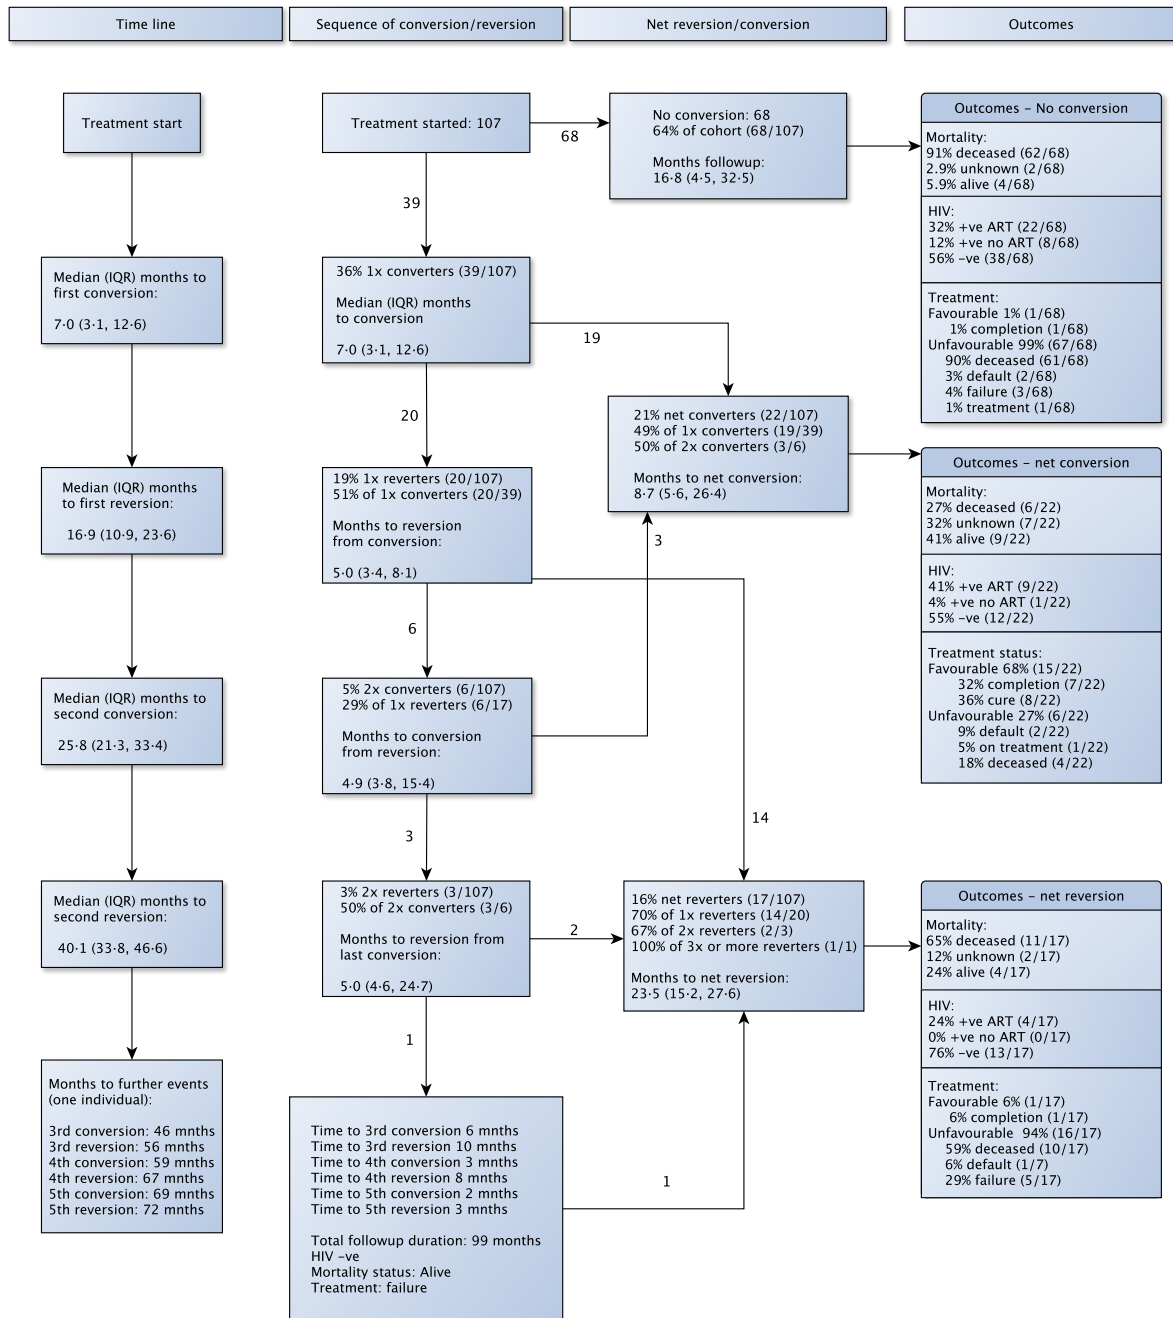 Time line
Sequence of conversion/reversion
Net reversion/conversion
Outcomes
Treatment start
Median (IQR) months to
first conversion:
7·0 (3·1, 12·6)
Median (IQR) months
to first reversion:
16·9 (10·9, 23·6)
Median (IQR) months to
second conversion:
25·8 (21·3, 33·4)
Median (IQR) months to
second reversion:
40·1 (33·8, 46·6)
Months to further events
(one individual):
3rd conversion: 46 mnths
3rd reversion: 56 mnths
4th conversion: 59 mnths
4th reversion: 67 mnths
5th conversion: 69 mnths
5th reversion: 72 mnths
Treatment started: 107
68
39
36% 1x converters (39/107)
Median (IQR) months
to conversion
7·0 (3·1, 12·6)
19
20
19% 1x reverters (20/107)
51% of 1x converters (20/39)
Months to reversion
from conversion:
5·0 (3·4, 8·1)
6
14
5% 2x converters (6/107)
29% of 1x reverters (6/17)
Months to conversion
from reversion:
4·9 (3·8, 15·4)
3
3
3% 2x reverters (3/107)
50% of 2x converters (3/6)
Months to reversion from
last conversion:
5·0 (4·6, 24·7)
2
1
Time to 3rd conversion 6 mnths
Time to 3rd reversion 10 mnths
Time to 4th conversion 3 mnths
Time to 4th reversion 8 mnths
Time to 5th conversion 2 mnths
Time to 5th reversion 3 mnths
Total followup duration: 99 months
HIV –ve
Mortality status: Alive
Treatment: failure
1
No conversion: 68
64% of cohort (68/107)
Months followup:
16·8 (4·5, 32·5)
21% net converters (22/107)
49% of 1x converters (19/39)
50% of 2x converters (3/6)
Months to net conversion:
8·7 (5·6, 26·4)
16% net reverters (17/107)
70% of 1x reverters (14/20)
67% of 2x reverters (2/3)
100% of 3x or more reverters (1/1)
Months to net reversion:
23·5 (15·2, 27·6)
Outcomes – No conversion
Mortality:
91% deceased (62/68)
2.9% unknown (2/68)
5.9% alive (4/68)
HIV:
32% +ve ART (22/68)
12% +ve no ART (8/68)
56% –ve (38/68)
Treatment:
Favourable 1% (1/68)
1% completion (1/68)
Unfavourable 99% (67/68)
90% deceased (61/68)
3% default (2/68)
4% failure (3/68)
1% treatment (1/68)
Outcomes – net conversion
Mortality:
27% deceased (6/22)
32% unknown (7/22)
41% alive (9/22)
HIV:
41% +ve ART (9/22)
4% +ve no ART (1/22)
55% –ve (12/22)
Treatment status:
Favourable 68% (15/22)
32% completion (7/22)
36% cure (8/22)
Unfavourable 27% (6/22)
9% default (2/22)
5% on treatment (1/22)
18% deceased (4/22)
Outcomes – net reversion
Mortality:
65% deceased (11/17)
12% unknown (2/17)
24% alive (4/17)
HIV:
24% +ve ART (4/17)
0% +ve no ART (0/17)
76% –ve (13/17)
Treatment:
Favourable 6% (1/17)
6% completion (1/17)
Unfavourable 94% (16/17)
59% deceased (10/17)
6% default (1/7)
29% failure (5/17)